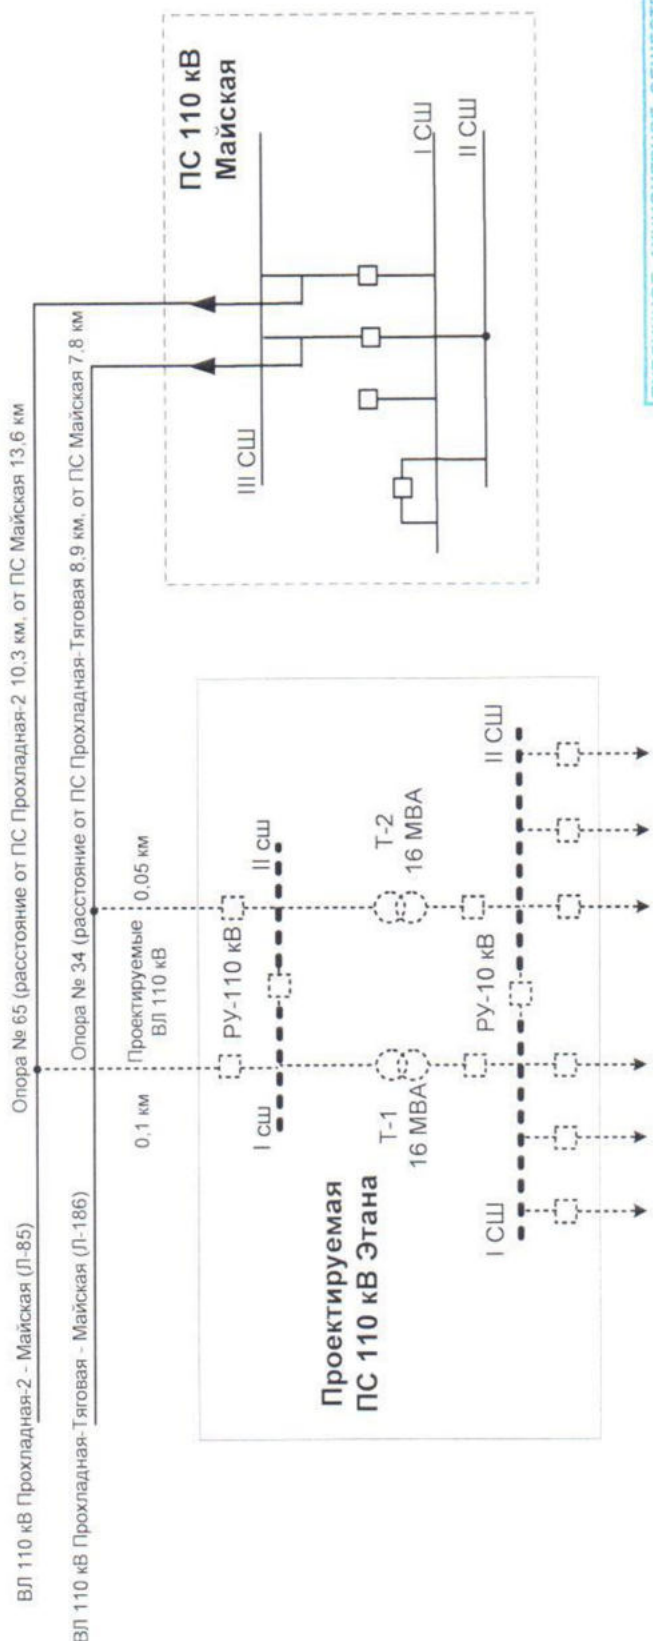 ВЛ 110 кВ Прохладная-2 - Майская (Л-85)
Опора № 65 (расстояние от ПС Прохладная-2 10,3 км, от ПС Майская 13,6 км
ВЛ 110 кВ Прохладная-Тяговая - Майская (Л-186)
Опора № 34 (расстояние от ПС Прохладная-Тяговая 8,9 км, от ПС Майская 7,8 км
0,1 км
Проектируемые
ВЛ 110 кВ
0,05 км
Проектируемая
ПС 110 кВ Этана
РУ-110 кВ
I сш
II сш
Т-1
16 МВА
Т-2
16 МВА
РУ-10 кВ
I СШ
II СШ
ПС 110 кВ
Майская
III СШ
I СШ
II СШ